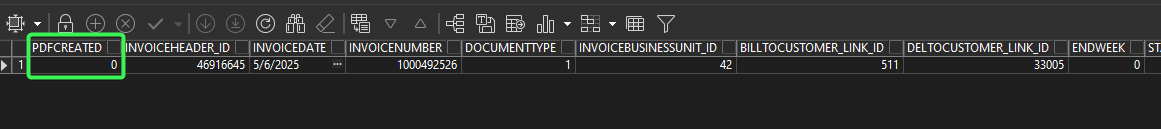 PDFCREATED INVOICEHEADER_ID INVOICEDATE INVOICENUMBER DOCUMENTTYPE INVOICEBUSINESSUNIT_ID BILLTOCUSTOMER_LINK_ID DELTOCUSTOMER_LINK_ID ENDWEEK ST
1 0 46916645 5/6/2025 ... 1000492526 1 42 511 33005 0